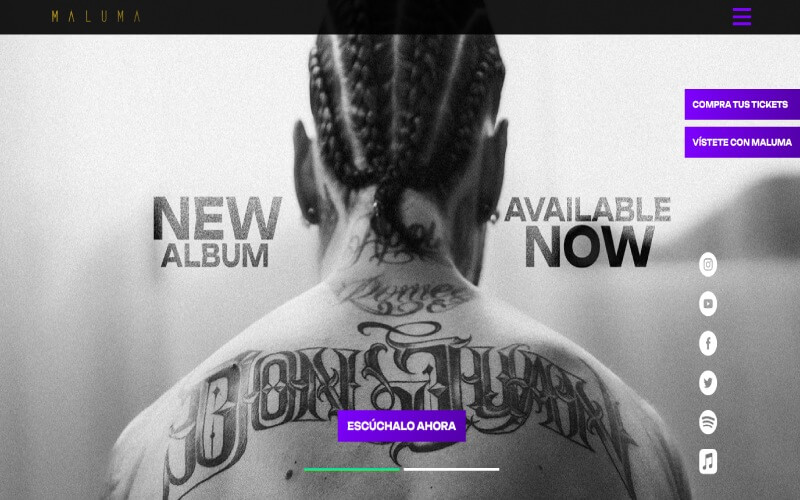 MALUMA
COMPRA TUS TICKETS
VÍSTETE CON MALUMA
NEW
ALBUM
AVAILABLE
NOW
DON JUAN
ESCÚCHALO AHORA